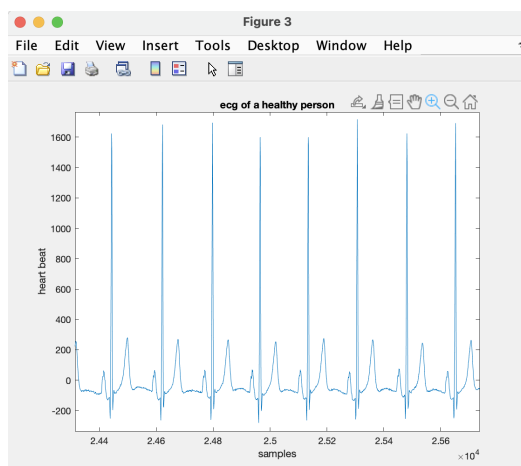 Figure 3
File Edit View Insert Tools Desktop Window Help
ecg of a healthy person
1600
1400
1200
1000
800
600
400
200
0
-200
heart beat
2.44 2.46 2.48 2.5 2.52 2.54 2.56
×10⁴
samples